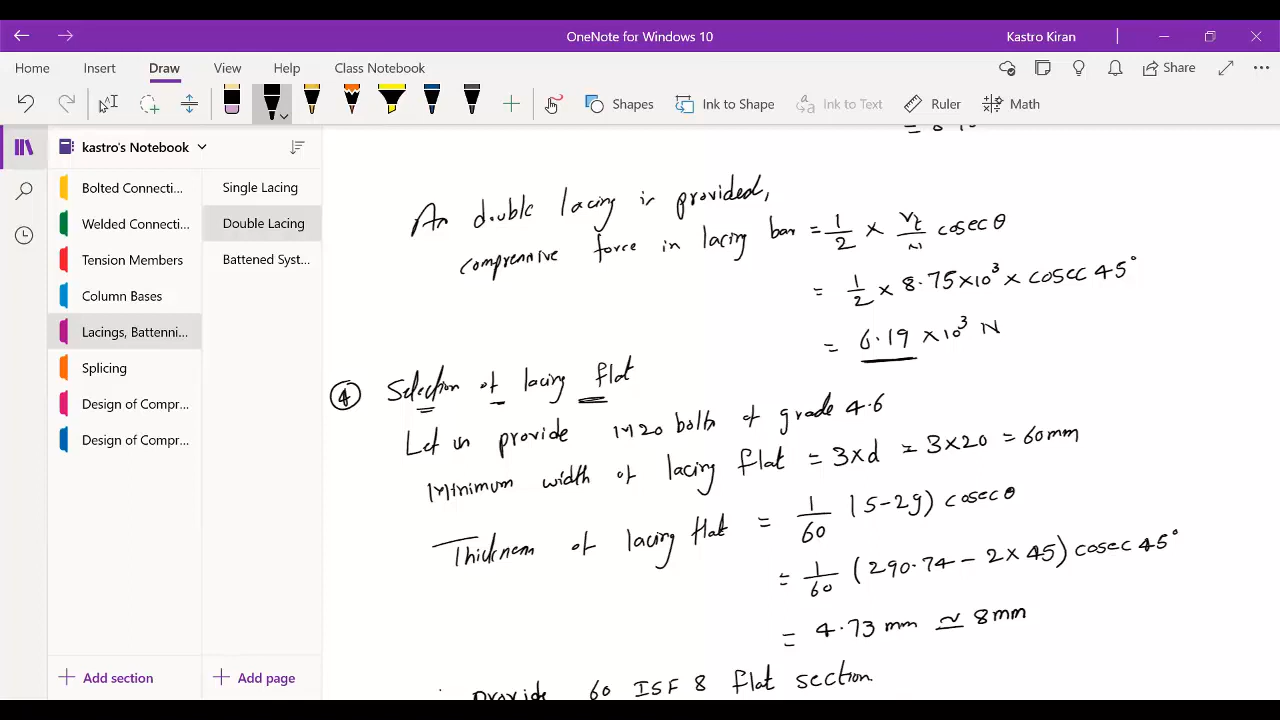 OneNote for Windows 10
Kastro Kiran
Home Insert Draw View Help Class Notebook
Share
Shapes Ink to Shape Ink to Text Ruler Math
kastro's Notebook
Bolted Connecti...
Welded Connecti...
Tension Members
Column Bases
Lacings, Battenni...
Splicing
Design of Compr...
Design of Compr...
Add section
Single Lacing
Double Lacing
Battened Syst...
Add page
As double lacing is provided,
compressive force in lacing bar = 1/2 × Vt/N cosec θ
= 1/2 × 8.75×10³ × cosec 45°
= 6.19 × 10³ N
④ Selection of lacing flat
Let us provide M20 bolts of grade 4.6
Minimum width of lacing flat = 3×d = 3×20 = 60mm
Thickness of lacing flat = 1/60 (S-2g) cosec θ
= 1/60 (290.74 - 2×45) cosec 45°
= 4.73 mm ≃ 8mm
provide 60 ISF 8 flat section